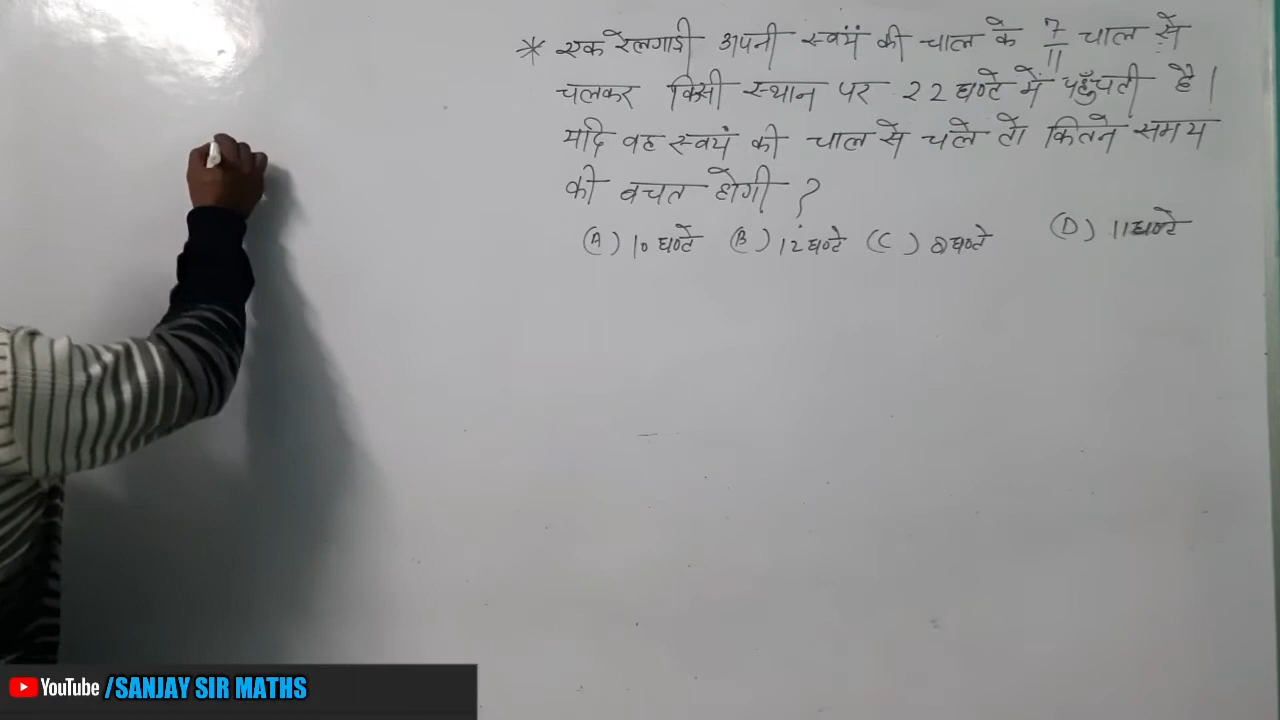 * एक रेलगाडी अपनी स्वयं की चाल के 7/11 चाल से
चलकर किसी स्थान पर 22 घण्टे में पहुँचती है।
यदि वह स्वयं की चाल से चले तो कितने समय
की बचत होगी ?
(A) 10 घण्टे (B) 12 घण्टे (C) 8 घण्टे (D) 11 घण्टे
YouTube /SANJAY SIR MATHS